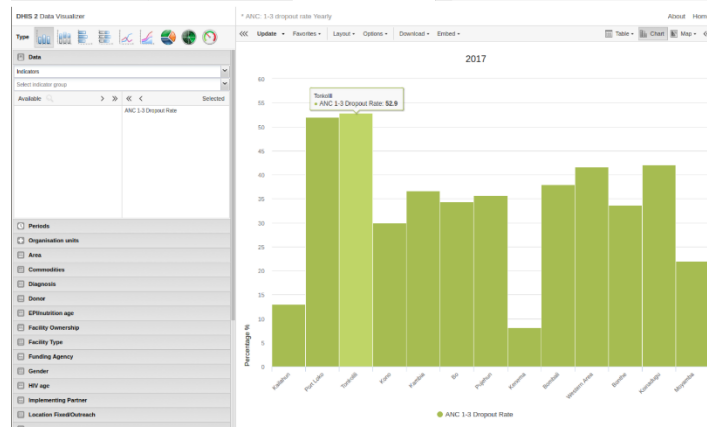 DHIS 2 Data Visualizer
* ANC: 1-3 dropout rate Yearly
About Hom
Type
<<< Update Favorites Layout Options Download Embed
Table Chart Map
Data
Indicators
Select indicator group
Available > >> << < Selected
ANC 1-3 Dropout Rate
Periods
Organisation units
Area
Commodities
Diagnosis
Donor
EPI/nutrition age
Facility Ownership
Facility Type
Funding Agency
Gender
HIV age
Implementing Partner
Location Fixed/Outreach
2017
Tonkolili
ANC 1-3 Dropout Rate: 52.9
Percentage %
60
55
50
45
40
35
30
25
20
15
10
5
0
Kailahun
Port Loko
Tonkolili
Kono
Kambia
Bo
Pujehun
Kenema
Bombali
Western Area
Bonthe
Koinadugu
Moyamba
ANC 1-3 Dropout Rate